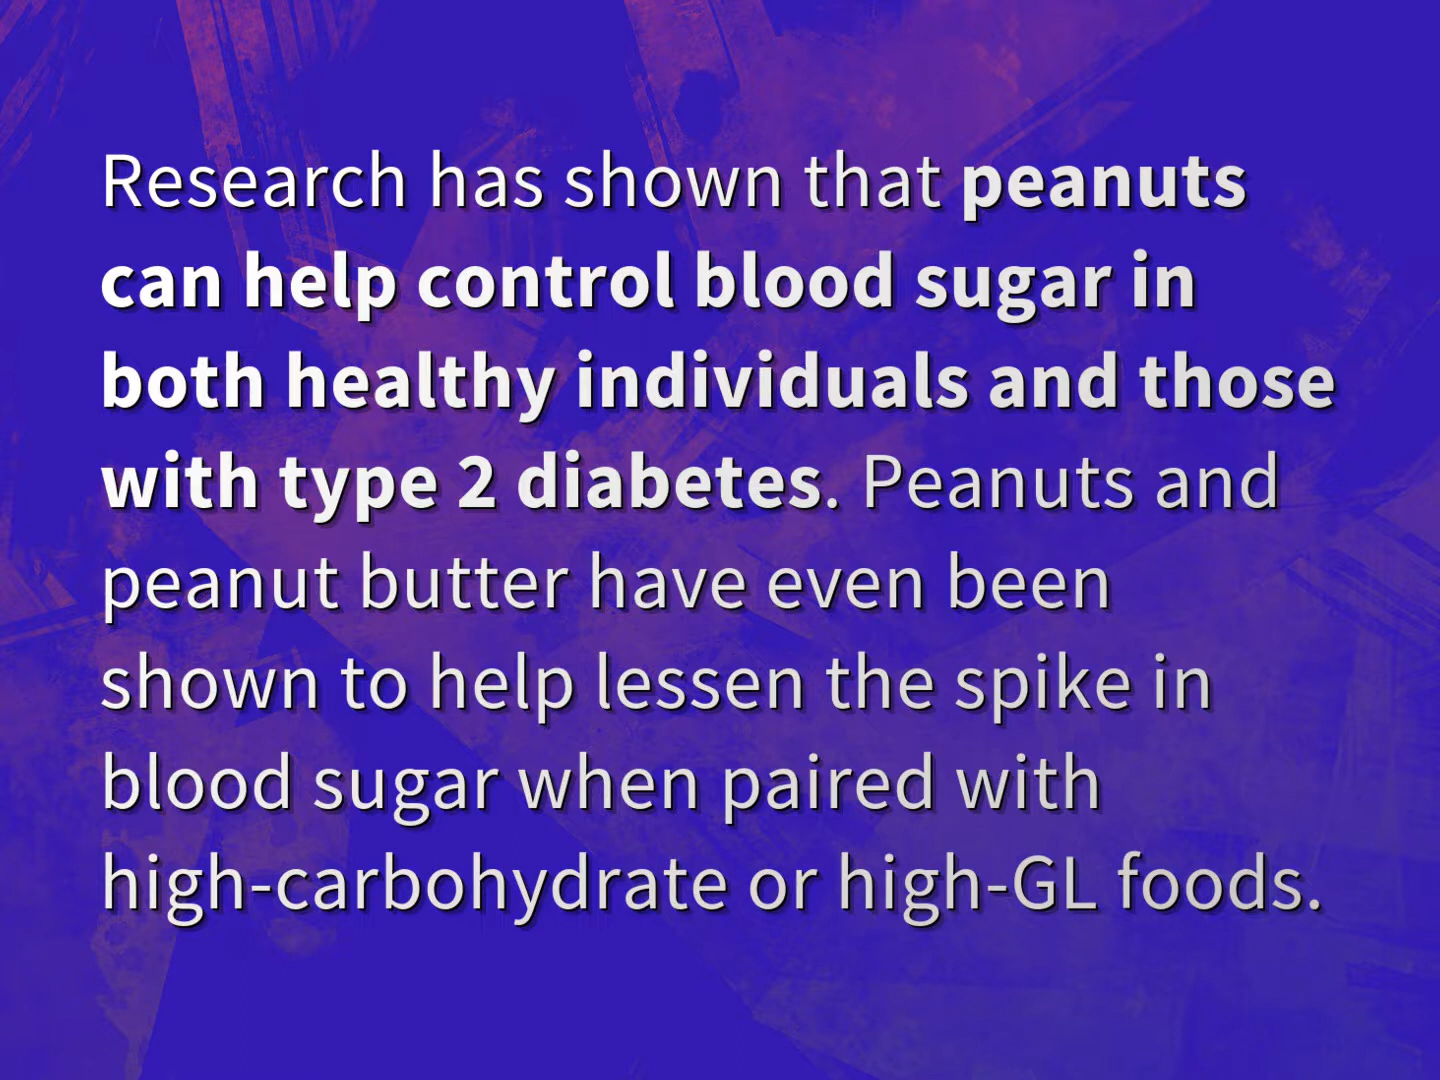 Research has shown that peanuts
can help control blood sugar in
both healthy individuals and those
with type 2 diabetes. Peanuts and
peanut butter have even been
shown to help lessen the spike in
blood sugar when paired with
high-carbohydrate or high-GL foods.